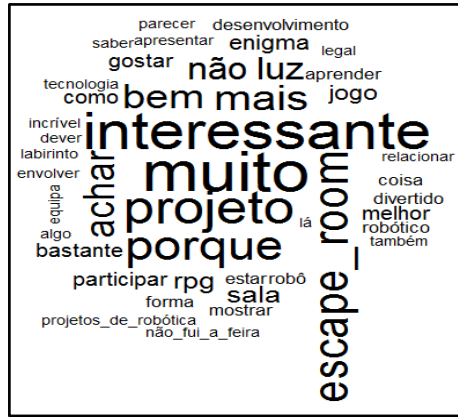 parecer desenvolvimento
saber apresentar enigma legal
gostar não luz aprender
tecnologia
como bem mais jogo
incrível
dever interessante
labirinto relacionar
envolver achar muito coisa
divertido
equipa projeto lá melhor
algo robótico
bastante porque também
participar rpg estar robô
forma sala
mostrar
projetos_de_robótica
não_fui_a_feira
escape_room